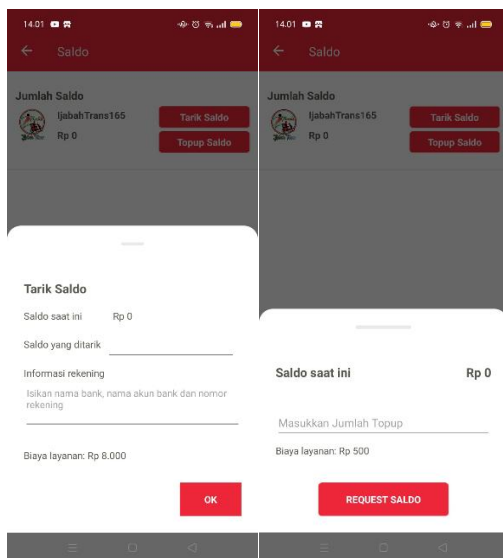 14.01
Saldo
Jumlah Saldo
IjabahTrans165
Rp 0
Tarik Saldo
Topup Saldo
Tarik Saldo
Saldo saat ini Rp 0
Saldo yang ditarik
Informasi rekening
Isikan nama bank, nama akun bank dan nomor
rekening
Biaya layanan: Rp 8.000
OK
14.01
Saldo
Jumlah Saldo
IjabahTrans165
Rp 0
Tarik Saldo
Topup Saldo
Saldo saat ini Rp 0
Masukkan Jumlah Topup
Biaya layanan: Rp 500
REQUEST SALDO